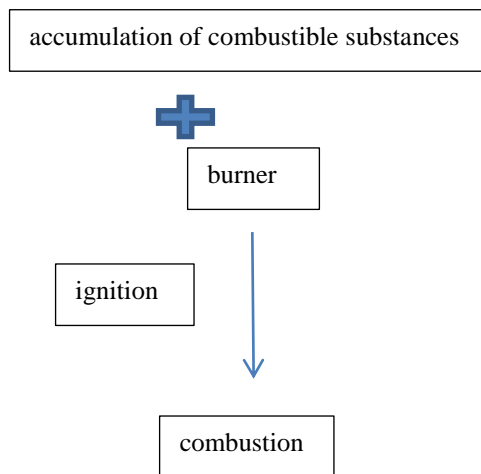 accumulation of combustible substances
burner
ignition
combustion